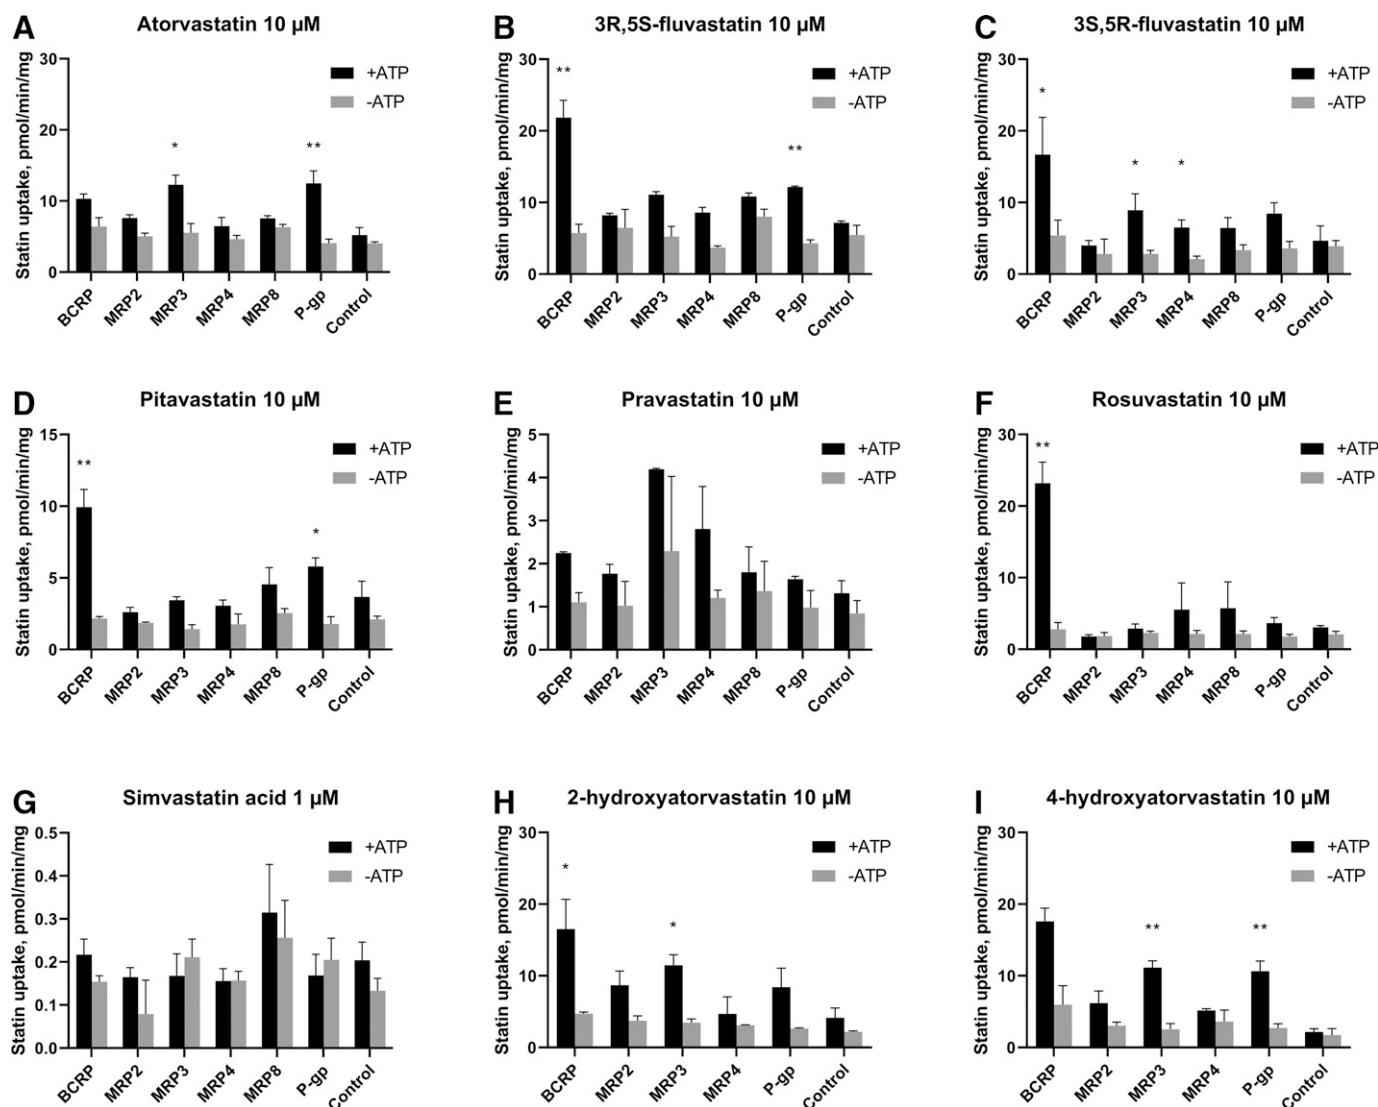 A Atorvastatin 10 µM
Statin uptake, pmol/min/mg
30
20
10
0
+ATP
-ATP
*
**
BCRP MRP2 MRP3 MRP4 MRP8 P-gp Control
B 3R,5S-fluvastatin 10 µM
Statin uptake, pmol/min/mg
30
20
10
0
+ATP
-ATP
**
**
BCRP MRP2 MRP3 MRP4 MRP8 P-gp Control
C 3S,5R-fluvastatin 10 µM
Statin uptake, pmol/min/mg
30
20
10
0
+ATP
-ATP
*
*
*
BCRP MRP2 MRP3 MRP4 MRP8 P-gp Control
D Pitavastatin 10 µM
Statin uptake, pmol/min/mg
15
10
5
0
+ATP
-ATP
**
*
BCRP MRP2 MRP3 MRP4 MRP8 P-gp Control
E Pravastatin 10 µM
Statin uptake, pmol/min/mg
5
4
3
2
1
0
+ATP
-ATP
BCRP MRP2 MRP3 MRP4 MRP8 P-gp Control
F Rosuvastatin 10 µM
Statin uptake, pmol/min/mg
30
20
10
0
+ATP
-ATP
**
BCRP MRP2 MRP3 MRP4 MRP8 P-gp Control
G Simvastatin acid 1 µM
Statin uptake, pmol/min/mg
0.5
0.4
0.3
0.2
0.1
0.0
+ATP
-ATP
BCRP MRP2 MRP3 MRP4 MRP8 P-gp Control
H 2-hydroxyatorvastatin 10 µM
Statin uptake, pmol/min/mg
30
20
10
0
+ATP
-ATP
*
*
BCRP MRP2 MRP3 MRP4 P-gp Control
I 4-hydroxyatorvastatin 10 µM
Statin uptake, pmol/min/mg
30
20
10
0
+ATP
-ATP
**
**
BCRP MRP2 MRP3 MRP4 P-gp Control